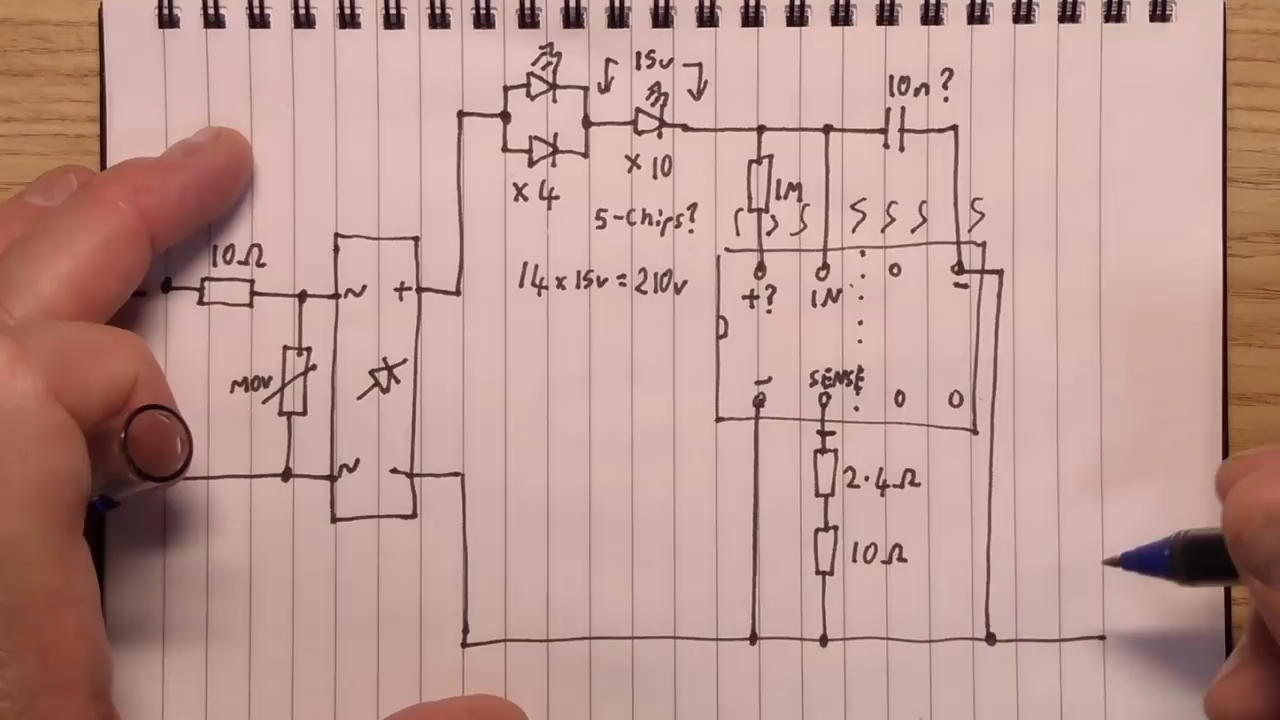 15v
10n?
x 10
1M
x 4
5-Chips?
10Ω
14 x 15v = 210v
~ +
+? IN -
MOV
- SENSE
~ -
2.4Ω
10Ω